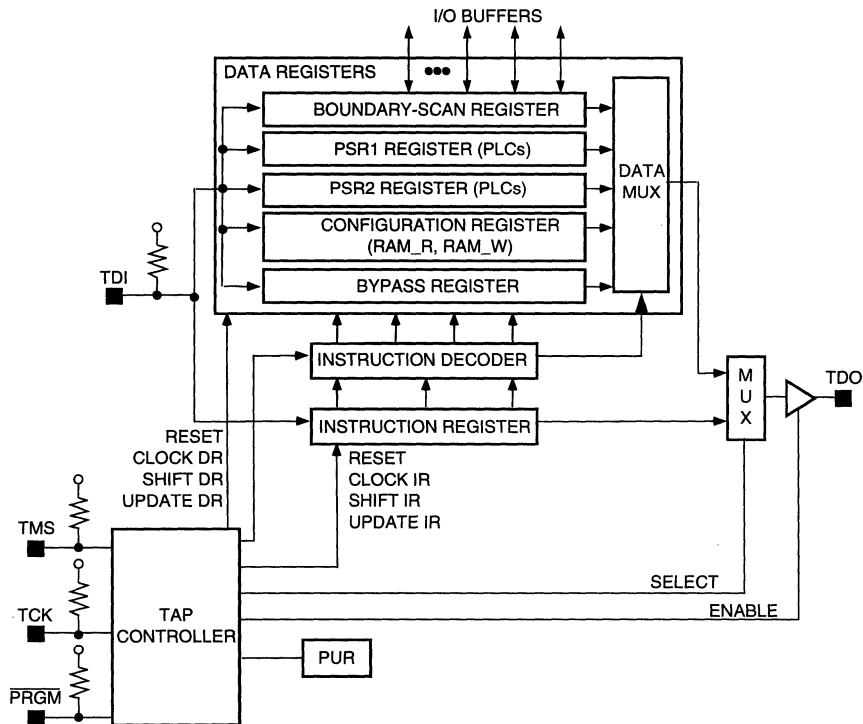 I/O BUFFERS
DATA REGISTERS
BOUNDARY-SCAN REGISTER
PSR1 REGISTER (PLCs)
PSR2 REGISTER (PLCs)
CONFIGURATION REGISTER
(RAM_R, RAM_W)
BYPASS REGISTER
DATA
MUX
TDI
INSTRUCTION DECODER
INSTRUCTION REGISTER
M
U
X
TDO
RESET
CLOCK DR
SHIFT DR
UPDATE DR
RESET
CLOCK IR
SHIFT IR
UPDATE IR
TMS
TCK
PRGM
TAP
CONTROLLER
SELECT
ENABLE
PUR